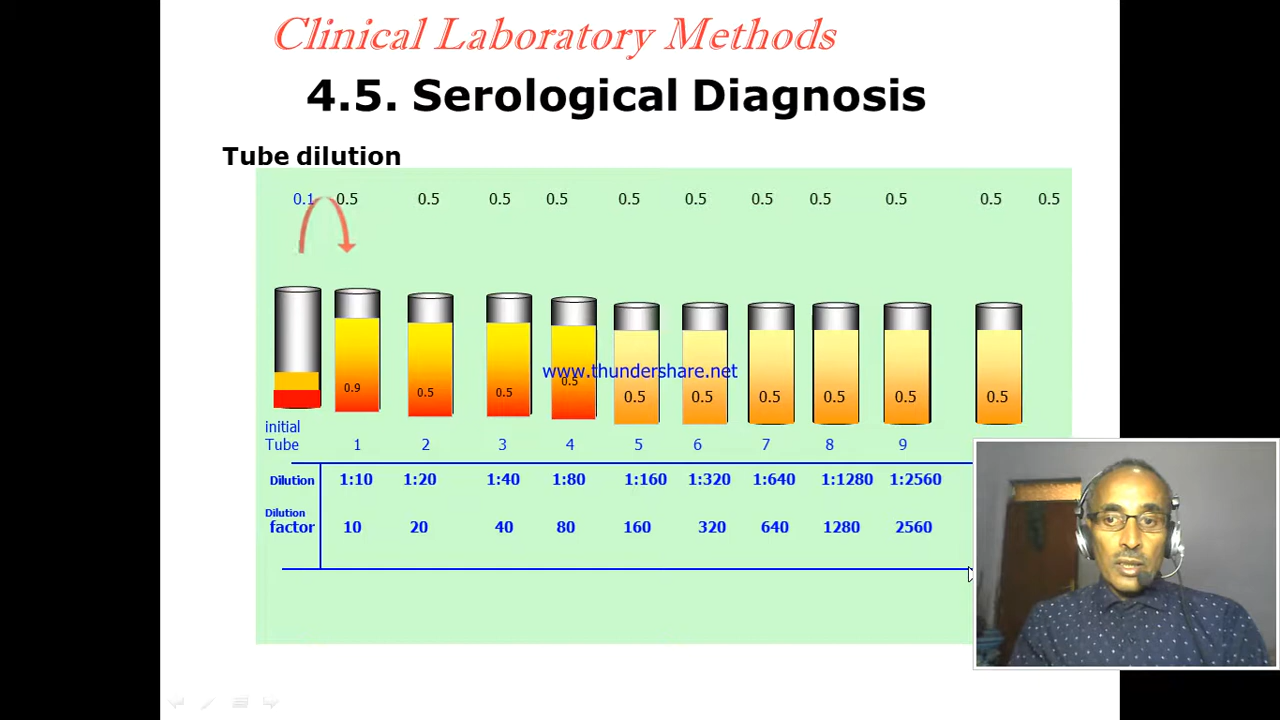 Clinical Laboratory Methods
4.5. Serological Diagnosis
Tube dilution
0.1 0.5 0.5 0.5 0.5 0.5 0.5 0.5 0.5 0.5 0.5 0.5
www.thundershare.net
0.9 0.5 0.5 0.5 0.5 0.5 0.5 0.5 0.5 0.5
initial
Tube 1 2 3 4 5 6 7 8 9
Dilution 1:10 1:20 1:40 1:80 1:160 1:320 1:640 1:1280 1:2560
Dilution
factor 10 20 40 80 160 320 640 1280 2560